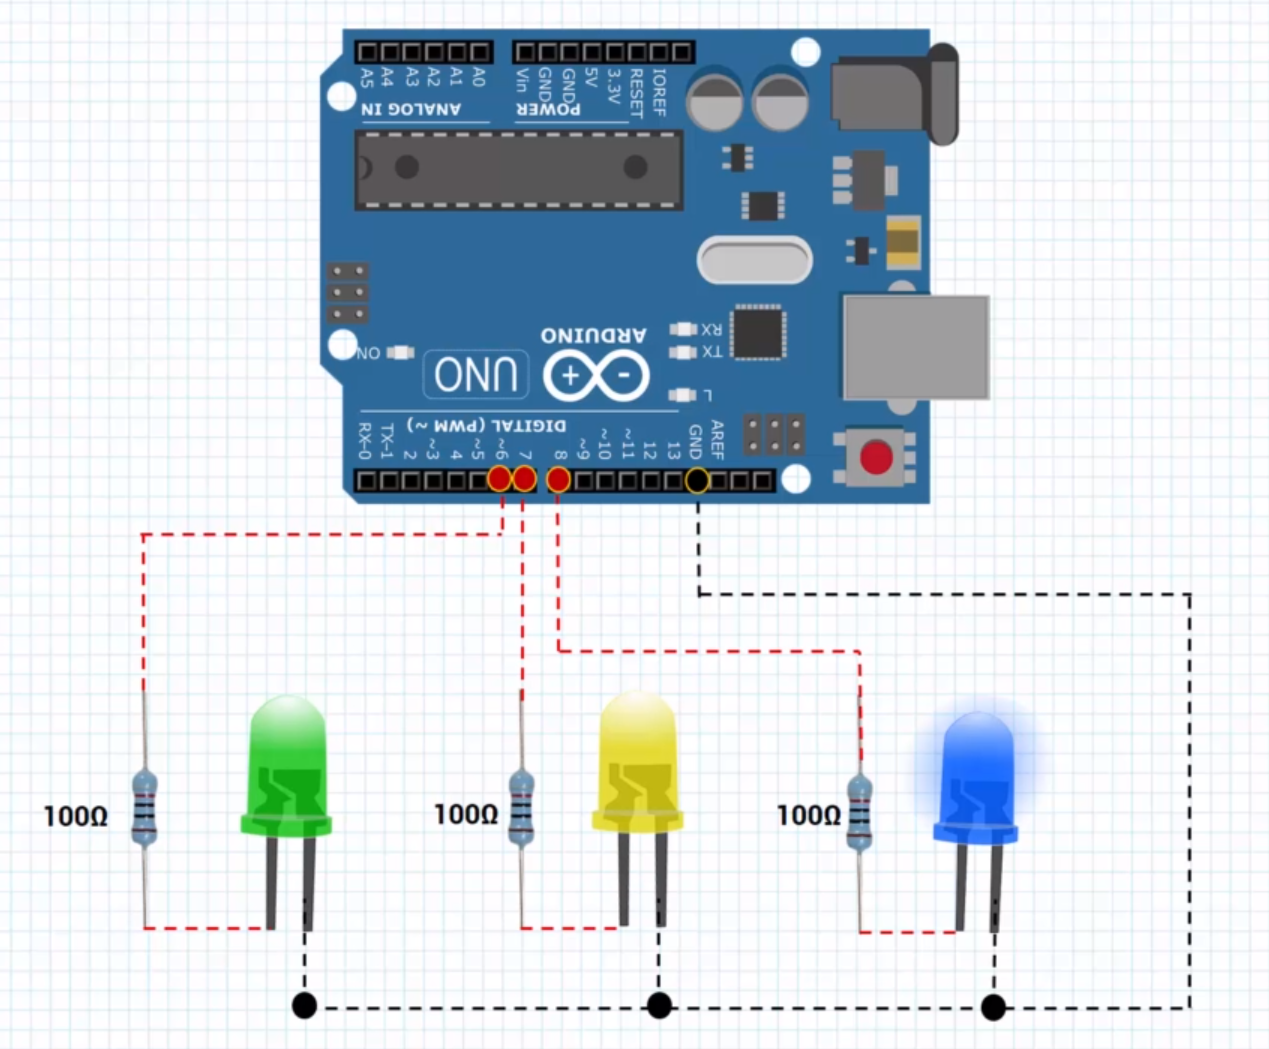 A5 A4 A3 A2 A1 A0 Vin GND GND 5V 3.3V RESET IOREF
ANALOG IN POWER
ARDUINO
RX
TX
ON
UNO
+ -
L
DIGITAL (PWM ~)
RX-0 TX-1 2 ~3 4 ~5 ~6 7 8 ~9 ~10 ~11 12 13 GND AREF
100Ω 100Ω 100Ω